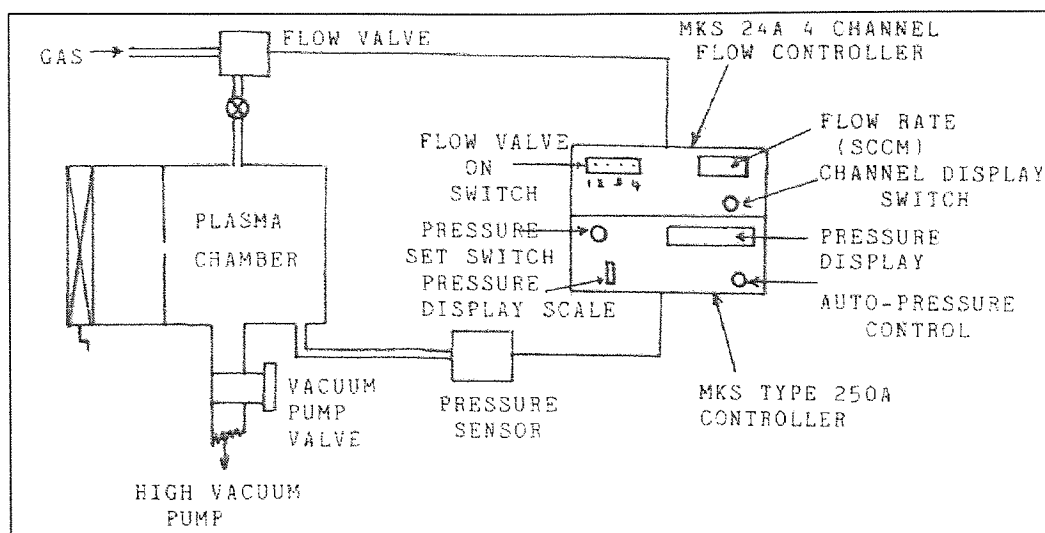 GAS
FLOW VALVE
MKS 24A 4 CHANNEL
FLOW CONTROLLER
FLOW VALVE
ON
SWITCH
1 2 3 4
FLOW RATE
(SCCM)
CHANNEL DISPLAY
SWITCH
PLASMA
CHAMBER
PRESSURE
SET SWITCH
PRESSURE
DISPLAY SCALE
PRESSURE
DISPLAY
AUTO-PRESSURE
CONTROL
VACUUM
PUMP
VALVE
PRESSURE
SENSOR
MKS TYPE 250A
CONTROLLER
HIGH VACUUM
PUMP